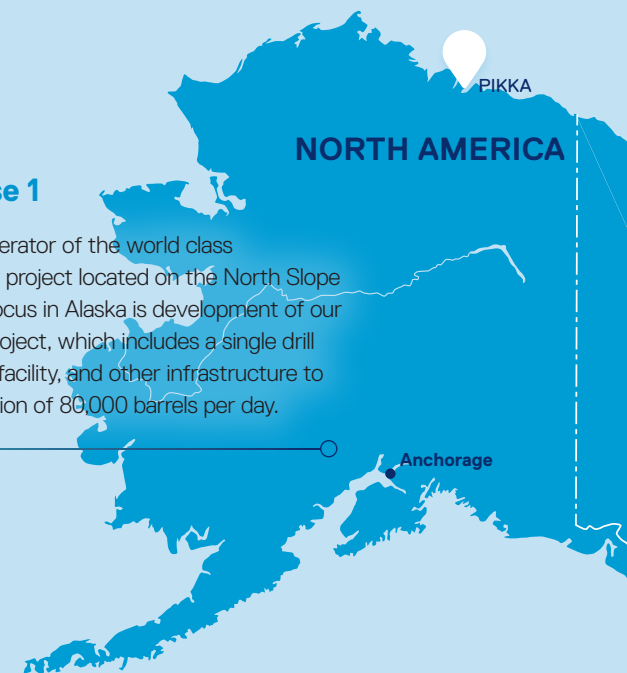 PIKKA
NORTH AMERICA
se 1
erator of the world class
project located on the North Slope
ocus in Alaska is development of our
oject, which includes a single drill
facility, and other infrastructure to
ion of 80,000 barrels per day.
Anchorage